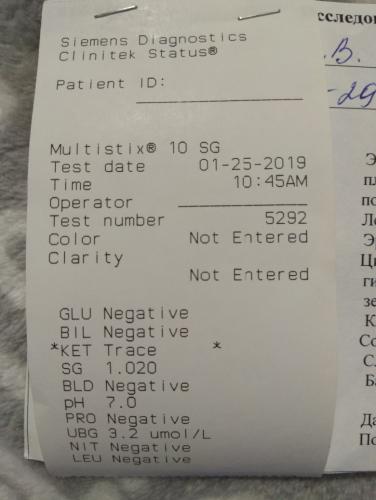 Siemens Diagnostics
Clinitek Status®
Patient ID:
Multistix® 10 SG
Test date 01-25-2019
Time 10:45AM
Operator
Test number 5292
Color Not Entered
Clarity
Not Entered
GLU Negative
BIL Negative
*KET Trace *
SG 1.020
BLD Negative
pH 7.0
PRO Negative
UBG 3.2 umol/L
NIT Negative
LEU Negative
.В.
-29